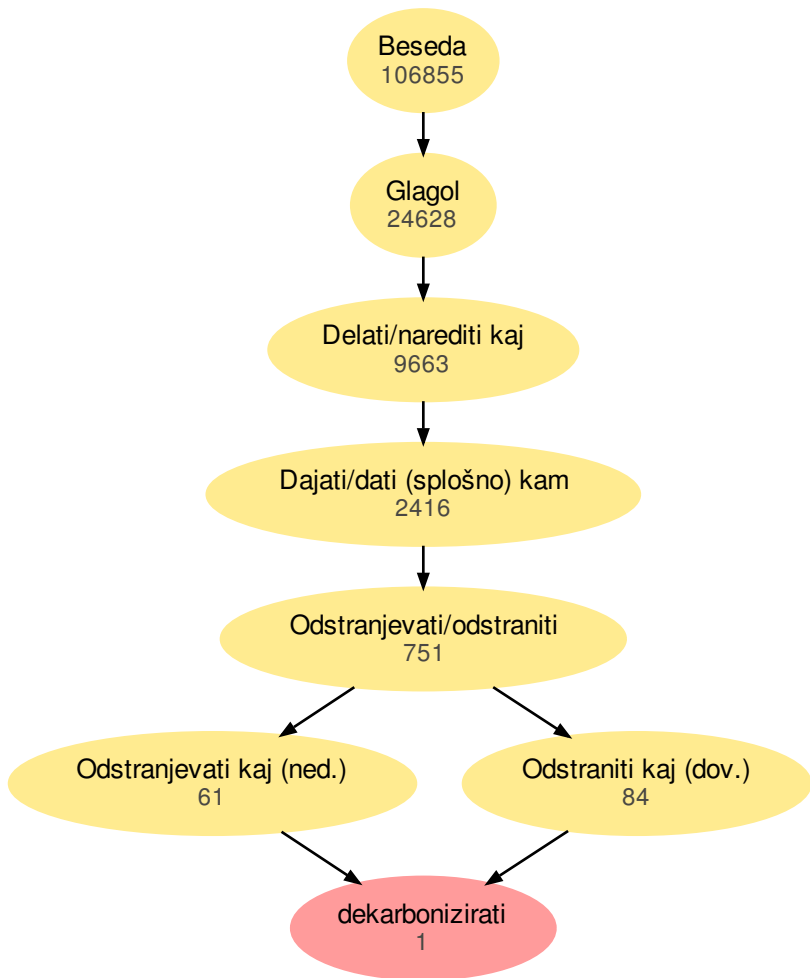 Beseda
106855
Glagol
24628
Delati/narediti kaj
9663
Dajati/dati (splošno) kam
2416
Odstranjevati/odstraniti
751
Odstranjevati kaj (ned.)
61
Odstraniti kaj (dov.)
84
dekarbonizirati
1